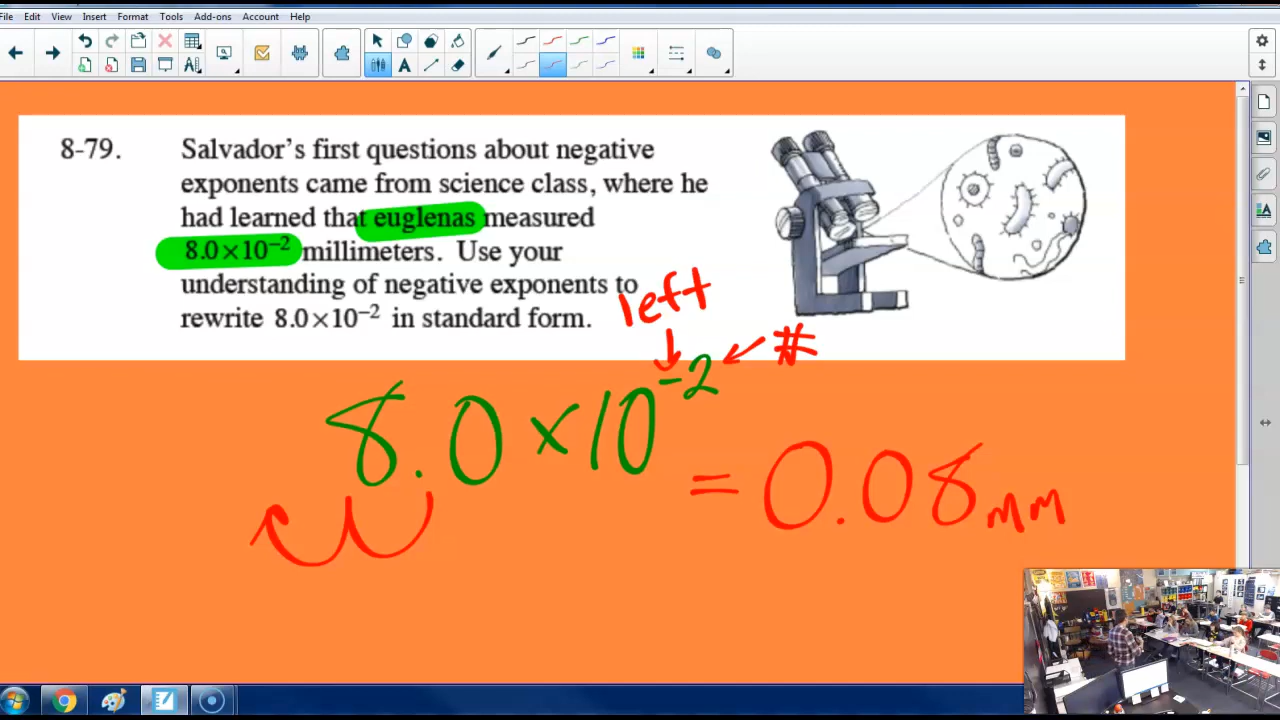 File Edit View Insert Format Tools Add-ons Account Help
8-79. Salvador's first questions about negative
exponents came from science class, where he
had learned that euglenas measured
8.0×10⁻² millimeters. Use your
understanding of negative exponents to
rewrite 8.0×10⁻² in standard form.
left
#
8.0×10⁻²
= 0.08mm